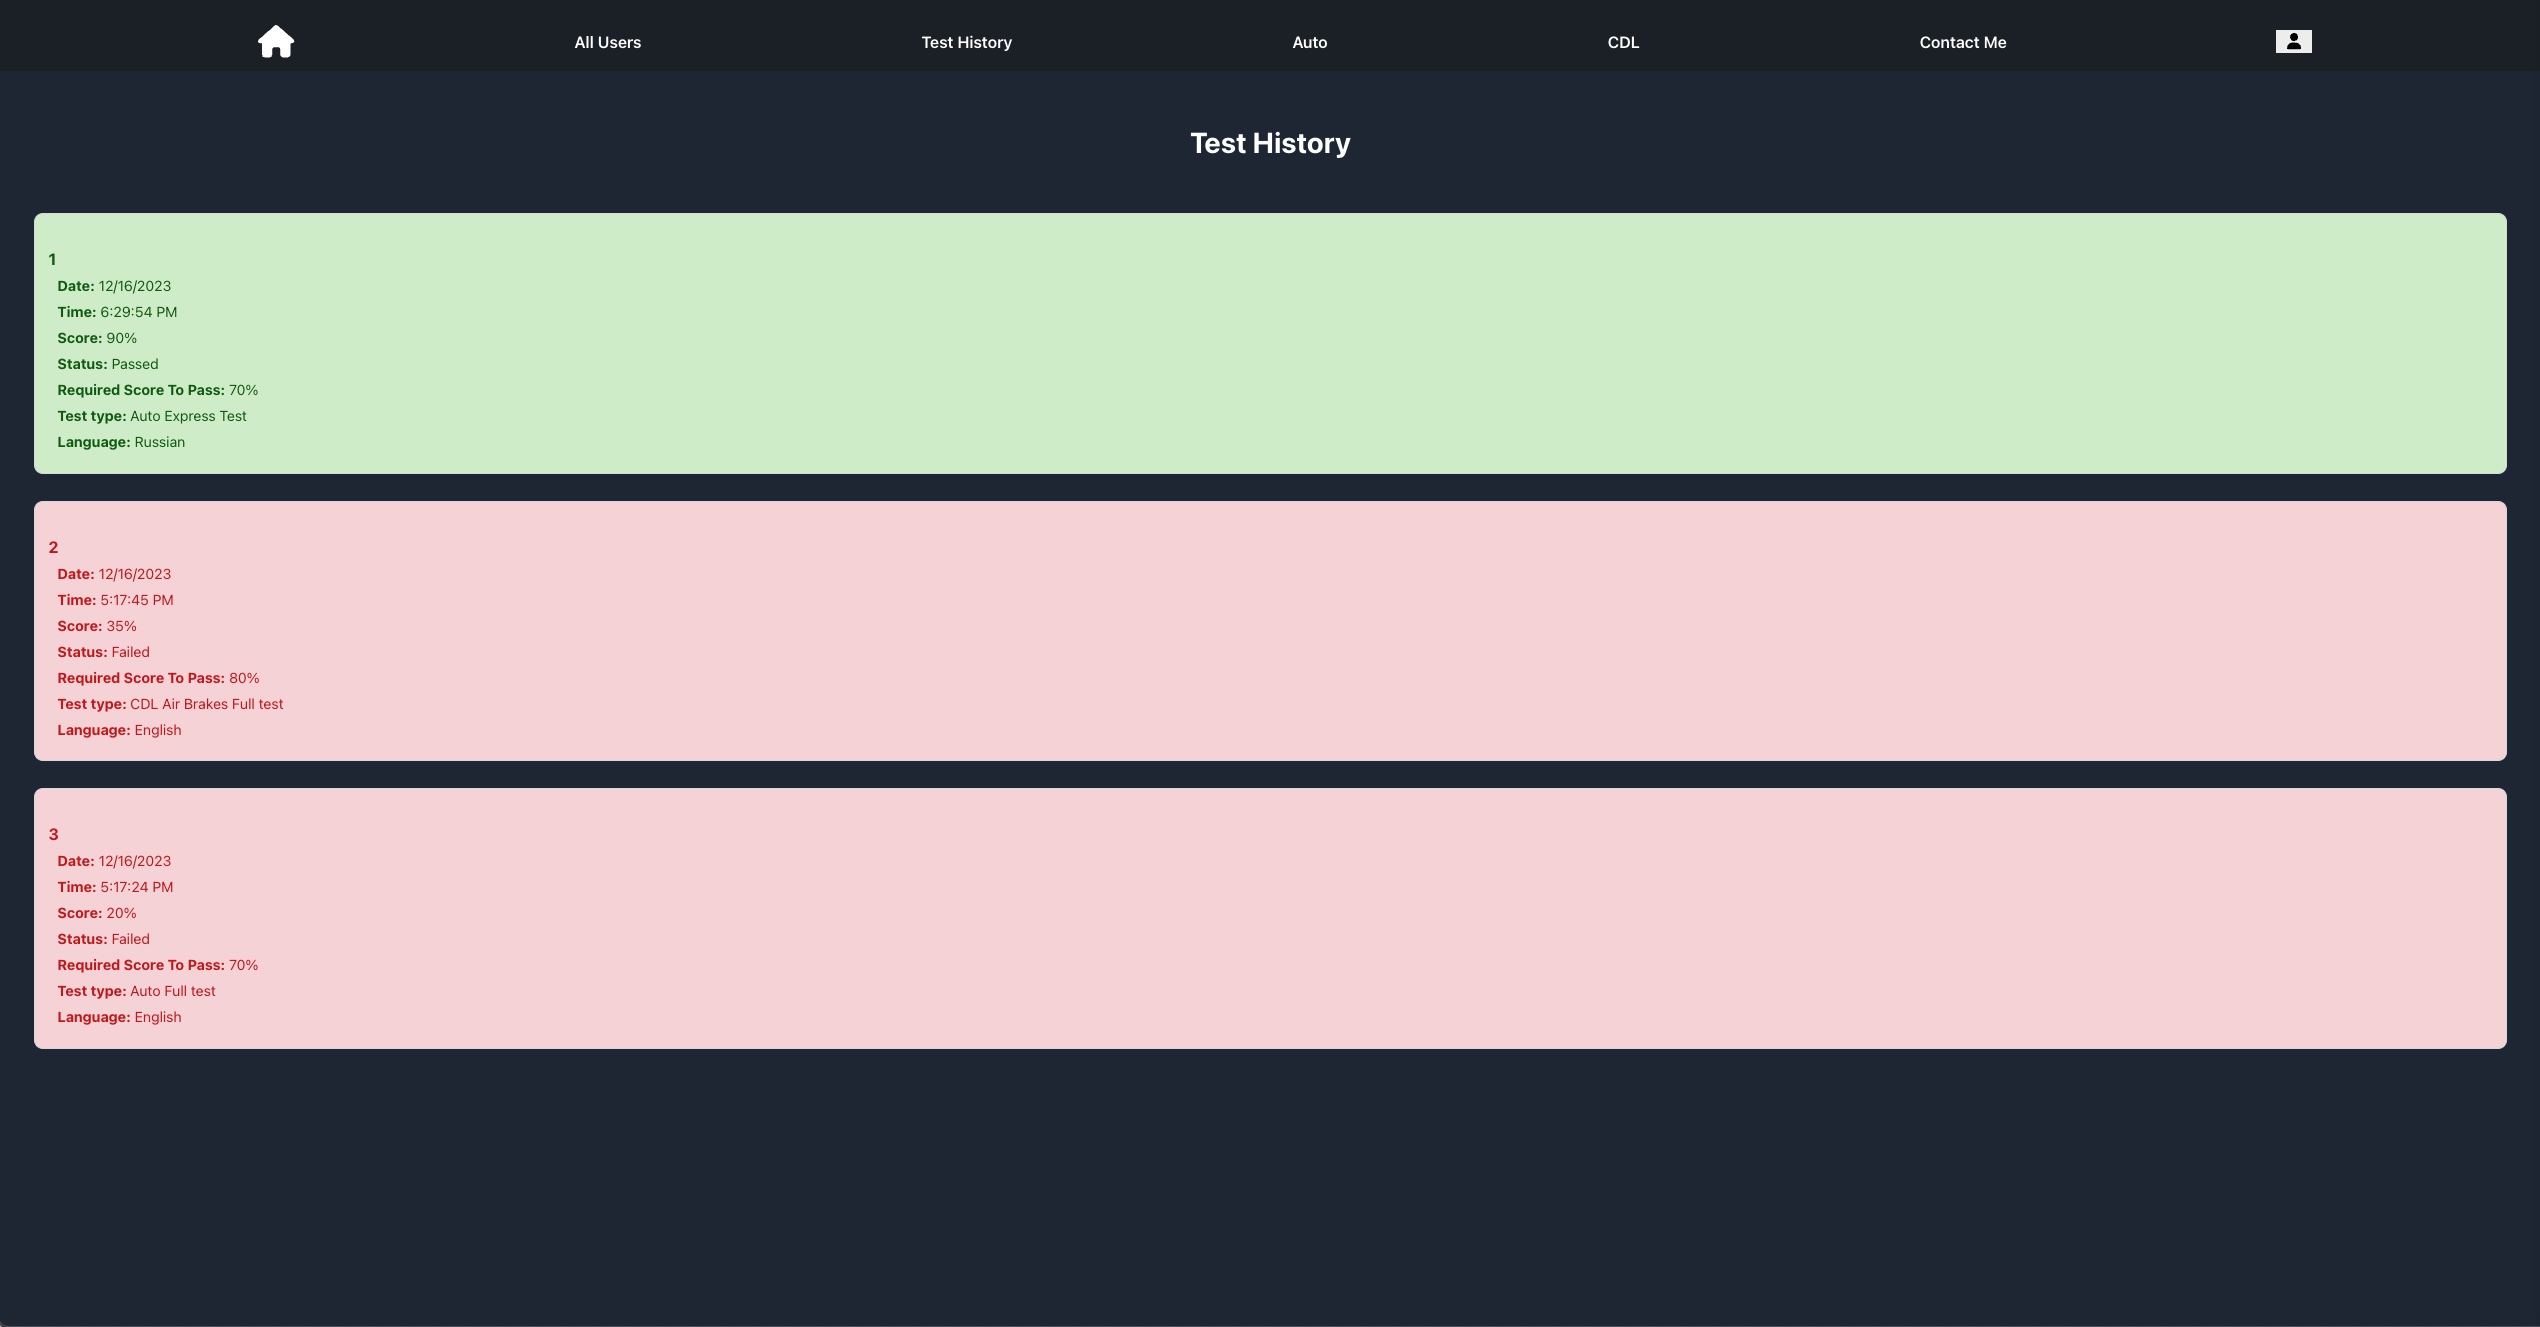 All Users Test History Auto CDL Contact Me
Test History
1
Date: 12/16/2023
Time: 6:29:54 PM
Score: 90%
Status: Passed
Required Score To Pass: 70%
Test type: Auto Express Test
Language: Russian
2
Date: 12/16/2023
Time: 5:17:45 PM
Score: 35%
Status: Failed
Required Score To Pass: 80%
Test type: CDL Air Brakes Full test
Language: English
3
Date: 12/16/2023
Time: 5:17:24 PM
Score: 20%
Status: Failed
Required Score To Pass: 70%
Test type: Auto Full test
Language: English